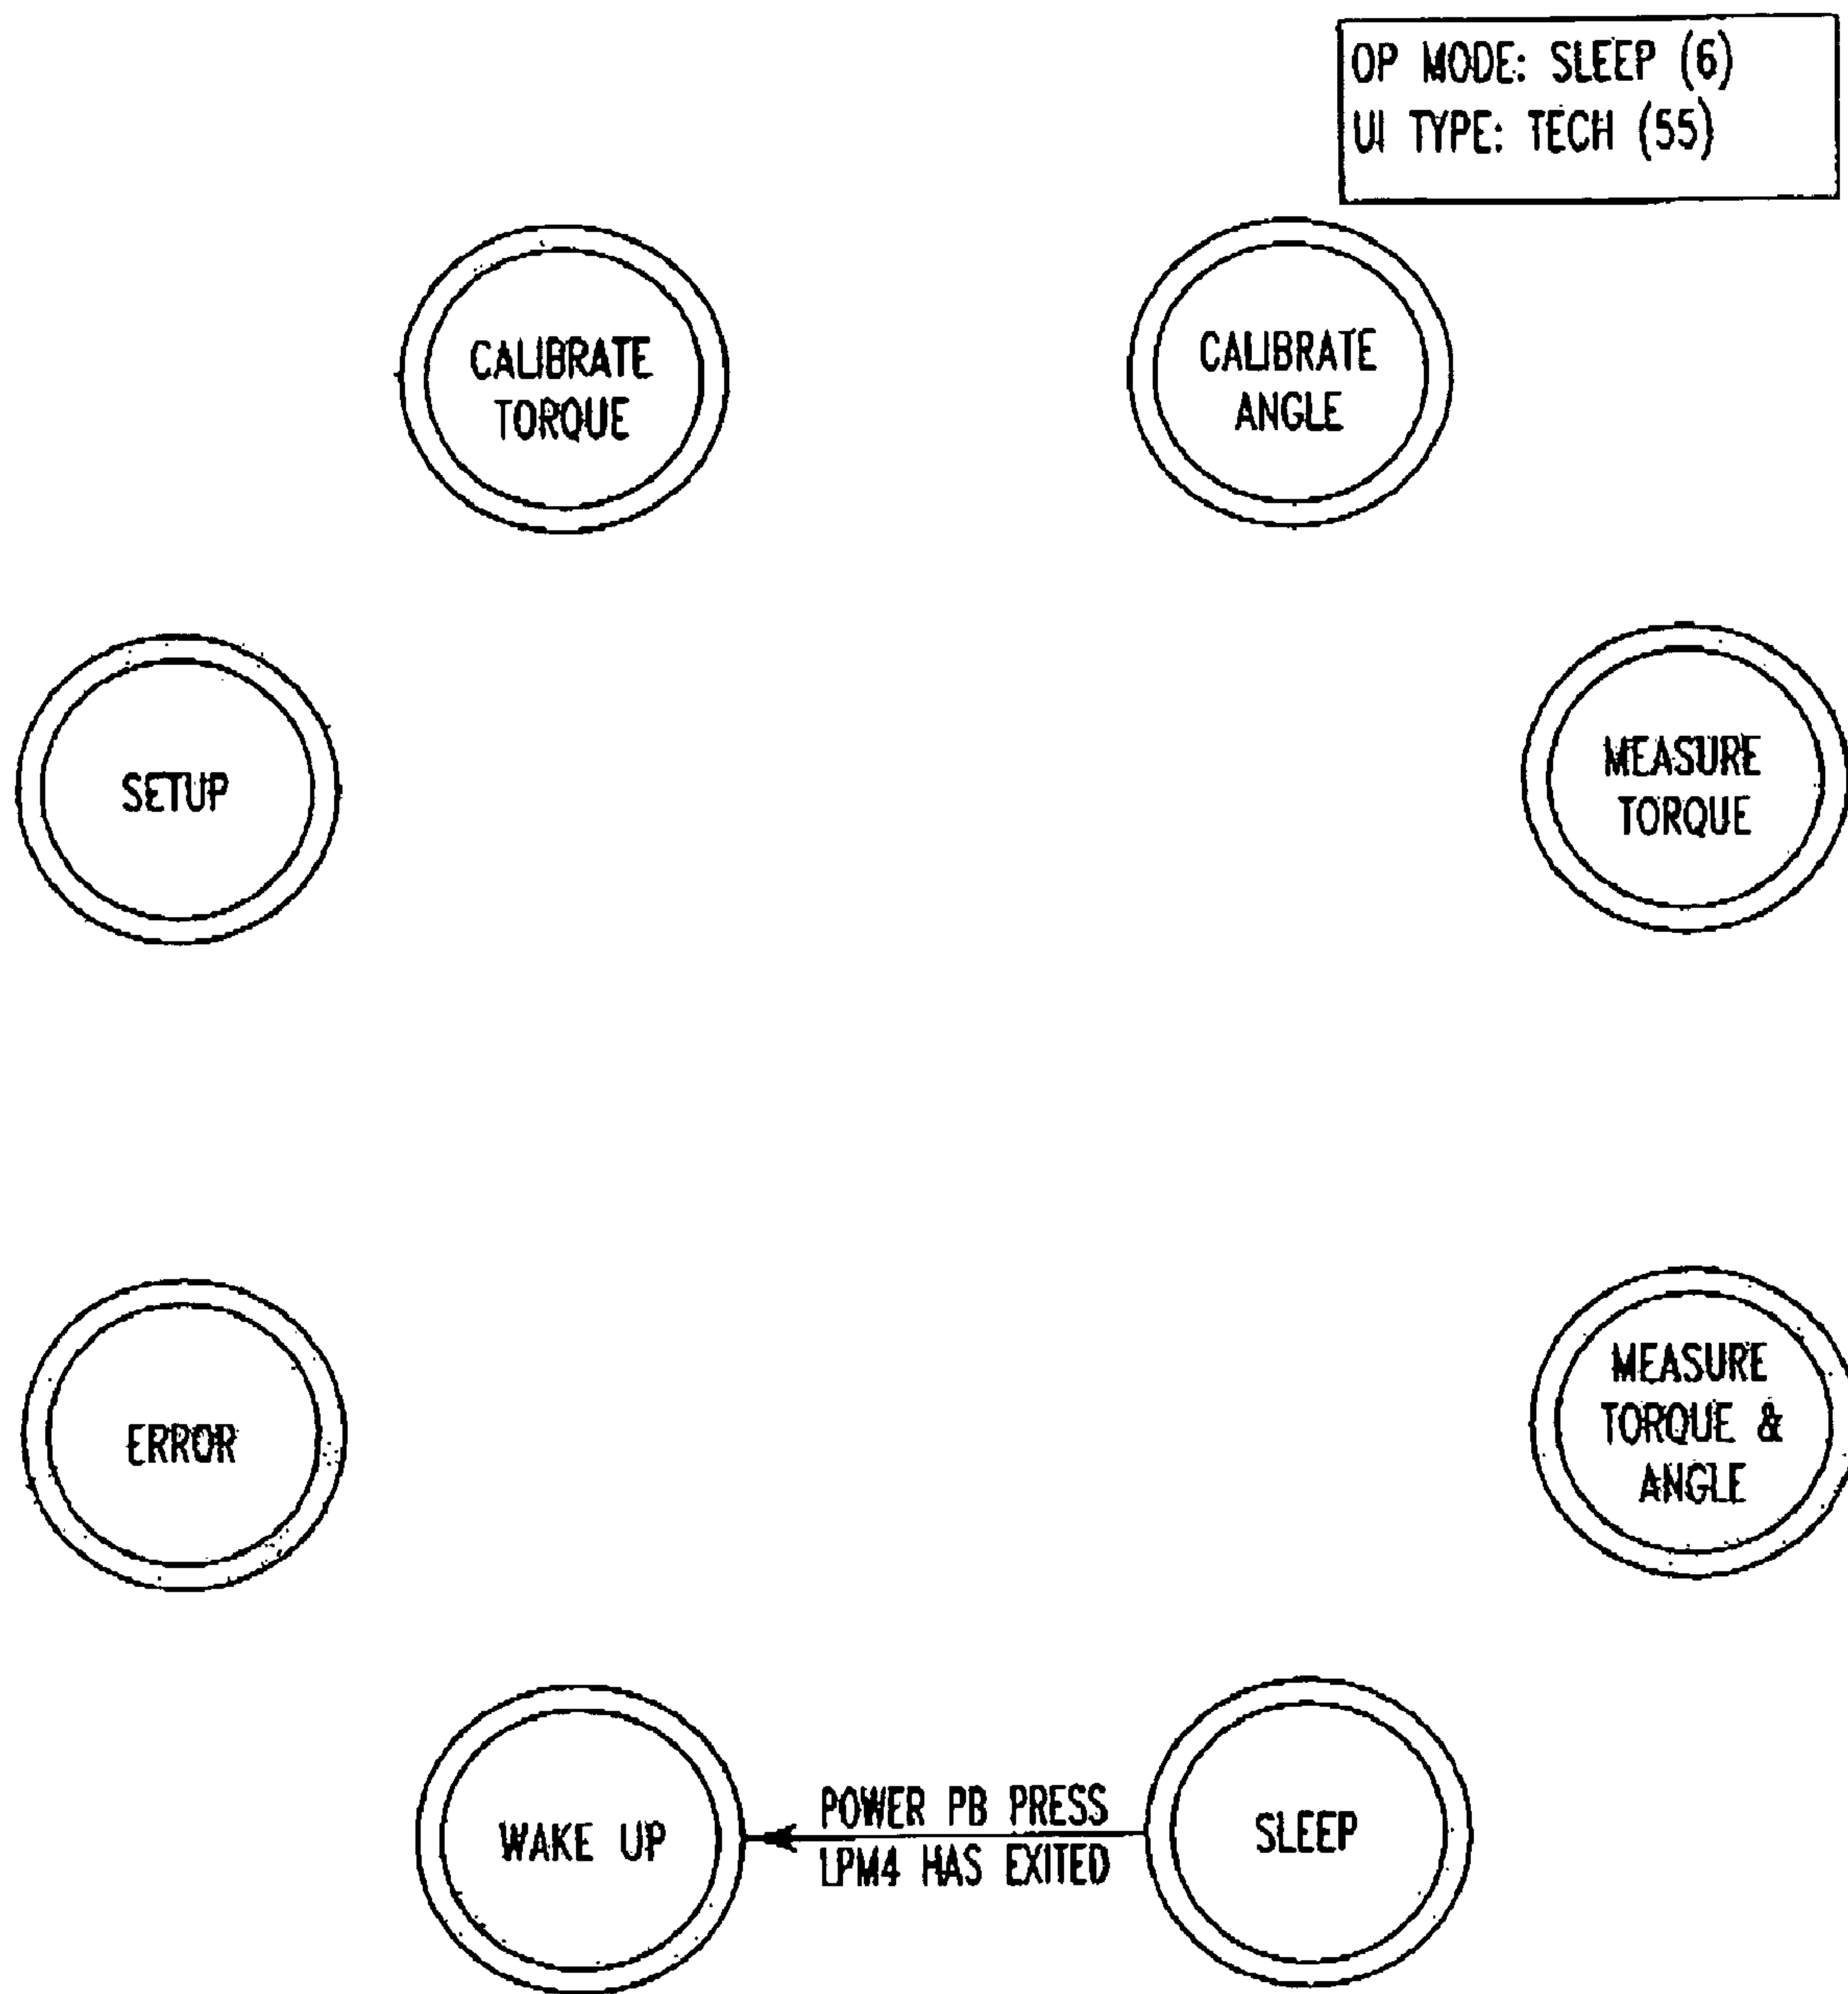 OP MODE: SLEEP (6)
UI TYPE: TECH (55)
CALIBRATE
TORQUE
CALIBRATE
ANGLE
SETUP
MEASURE
TORQUE
ERROR
MEASURE
TORQUE &
ANGLE
WAKE UP
POWER PB PRESS
LPM4 HAS EXITED
SLEEP